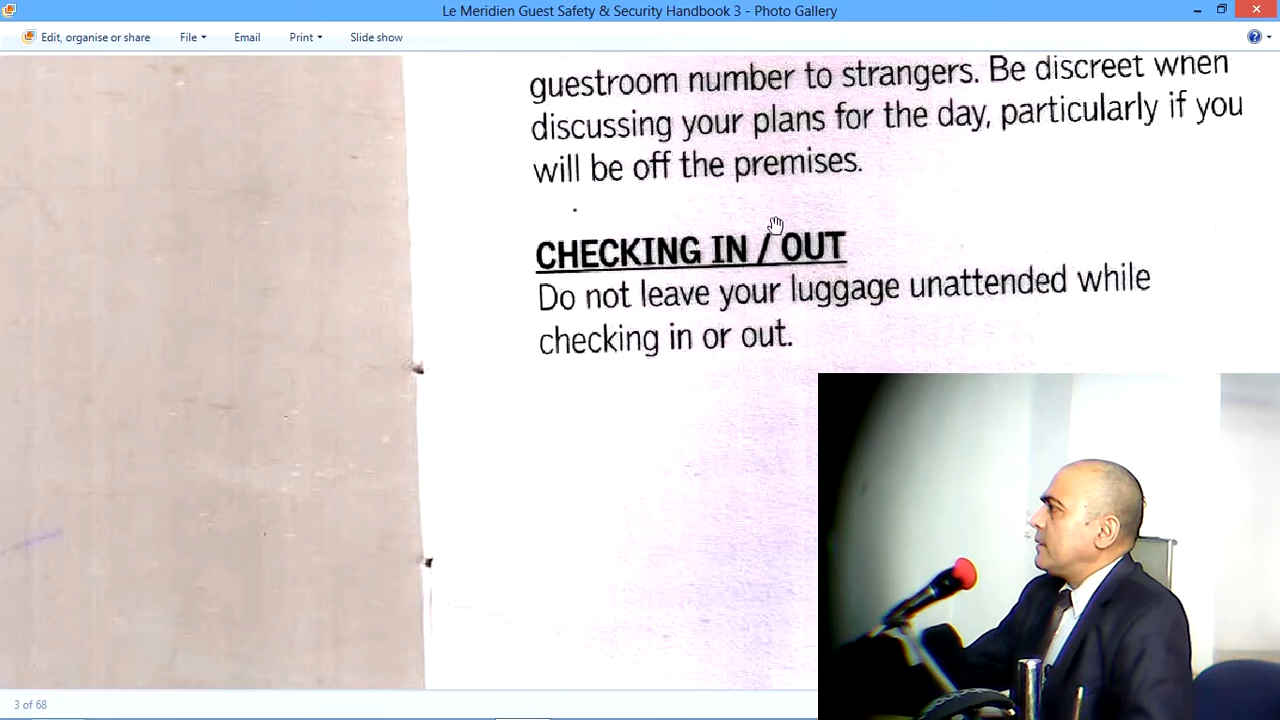 Le Meridien Guest Safety & Security Handbook 3 - Photo Gallery
Edit, organise or share File Email Print Slide show
guestroom number to strangers. Be discreet when
discussing your plans for the day, particularly if you
will be off the premises.
CHECKING IN / OUT
Do not leave your luggage unattended while
checking in or out.
3 of 68